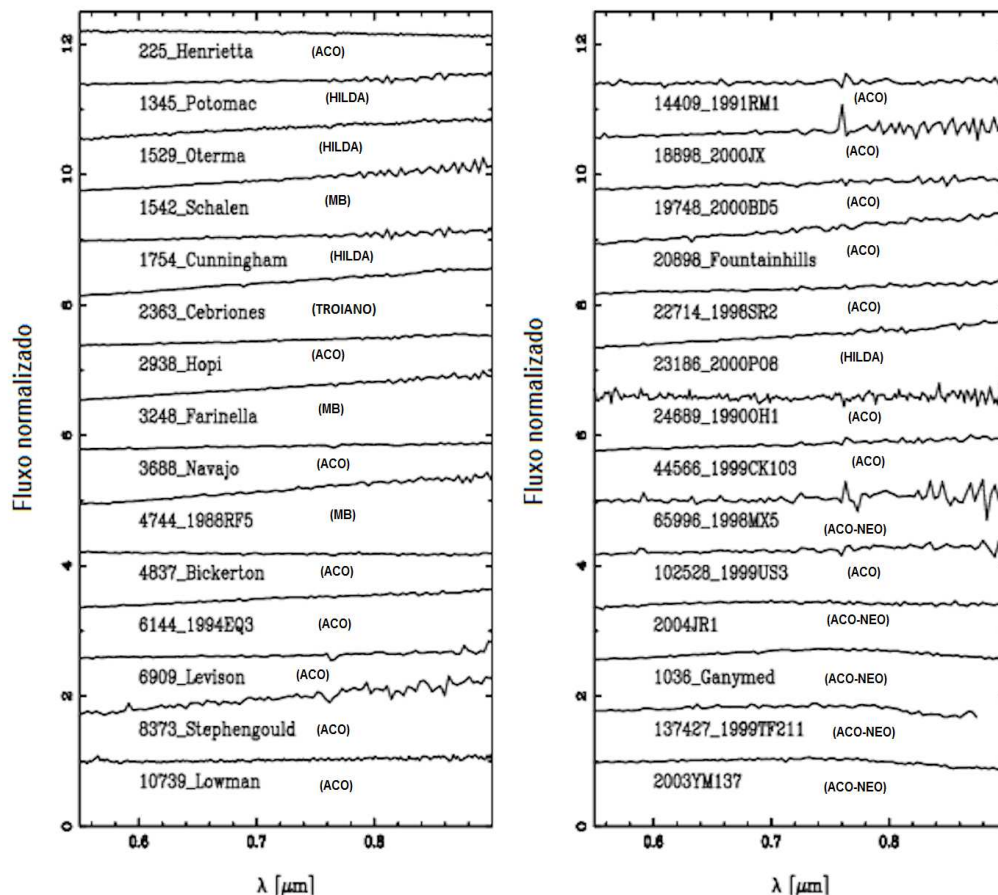 12
225_Henrietta (ACO)
1345_Potomac (HILDA)
1529_Oterma (HILDA)
10
1542_Schalen (MB)
1754_Cunningham (HILDA)
8
2363_Cebriones (TROIANO)
2938_Hopi (ACO)
3248_Farinella (MB)
6
3688_Navajo (ACO)
4744_1988RF5 (MB)
4
4837_Bickerton (ACO)
6144_1994EQ3 (ACO)
6909_Levison (ACO)
2
8373_Stephengould (ACO)
10739_Lowman (ACO)
0
0.6 0.7 0.8
λ [μm]
Fluxo normalizado
12
14409_1991RM1 (ACO)
18898_2000JX (ACO)
10
19748_2000BD5 (ACO)
20898_Fountainhills (ACO)
8
22714_1998SR2 (ACO)
23186_2000PO8 (HILDA)
24689_1990OH1 (ACO)
6
44566_1999CK103 (ACO)
65996_1998MX5 (ACO-NEO)
4
102528_1999US3 (ACO)
2004JR1 (ACO-NEO)
1036_Ganymed (ACO-NEO)
2
137427_1999TF211 (ACO-NEO)
2003YM137 (ACO-NEO)
0
0.6 0.7 0.8
λ [μm]
Fluxo normalizado